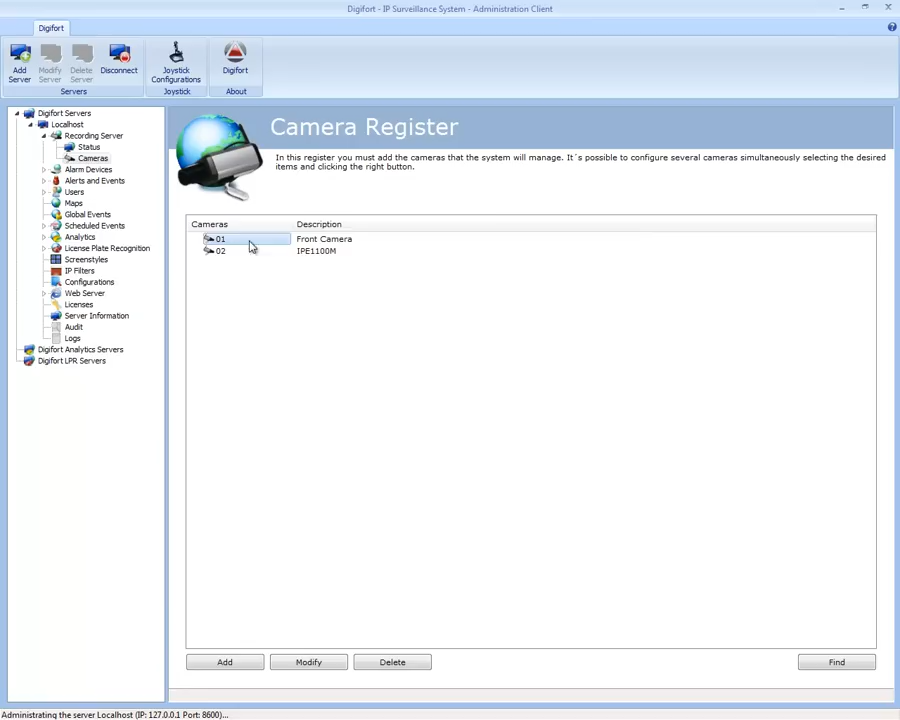 Digifort - IP Surveillance System - Administration Client
Digifort
Add Server
Modify Server
Delete Server
Disconnect
Joystick Configurations
Digifort
Servers
Joystick
About
Digifort Servers
Localhost
Recording Server
Status
Cameras
Alarm Devices
Alerts and Events
Users
Maps
Global Events
Scheduled Events
Analytics
License Plate Recognition
Screenstyles
IP Filters
Configurations
Web Server
Licenses
Server Information
Audit
Logs
Digifort Analytics Servers
Digifort LPR Servers
Camera Register
In this register you must add the cameras that the system will manage. It´s possible to configure several cameras simultaneously selecting the desired
items and clicking the right button.
Cameras Description
01 Front Camera
02 IPE1100M
Add Modify Delete Find
Administrating the server Localhost (IP: 127.0.0.1 Port: 8600)...